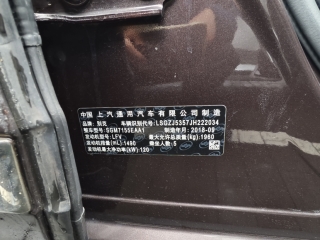 中国 上汽通用汽车有限公司制造
品牌：别克 车辆识别代号：LSGZJ5357JH222034
整车型号：SGM7155EAA1 制造年月：2018-09
发动机型号：LFV 最大允许总质量(kg)：1960
发动机排量(mL)：1490 乘坐人数：5
发动机最大净功率(kW)：120